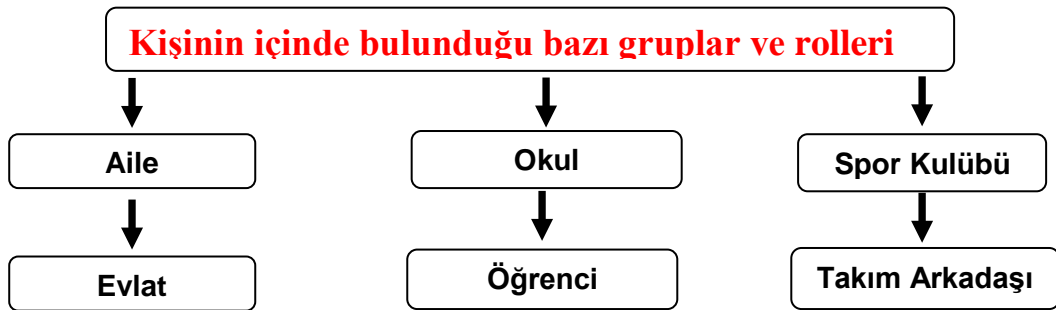 Kişinin içinde bulunduğu bazı gruplar ve rolleri
Aile
Okul
Spor Kulübü
Evlat
Öğrenci
Takım Arkadaşı